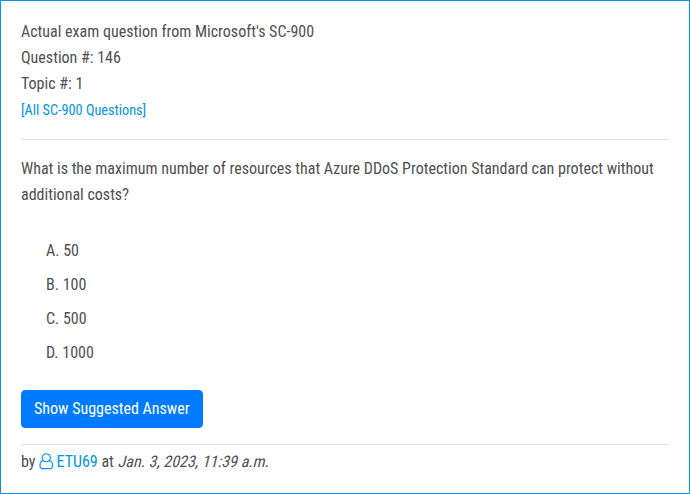 Actual exam question from Microsoft's SC-900
Question #: 146
Topic #: 1
[All SC-900 Questions]
What is the maximum number of resources that Azure DDoS Protection Standard can protect without
additional costs?
A. 50
B. 100
C. 500
D. 1000
Show Suggested Answer
by ETU69 at Jan. 3, 2023, 11:39 a.m.